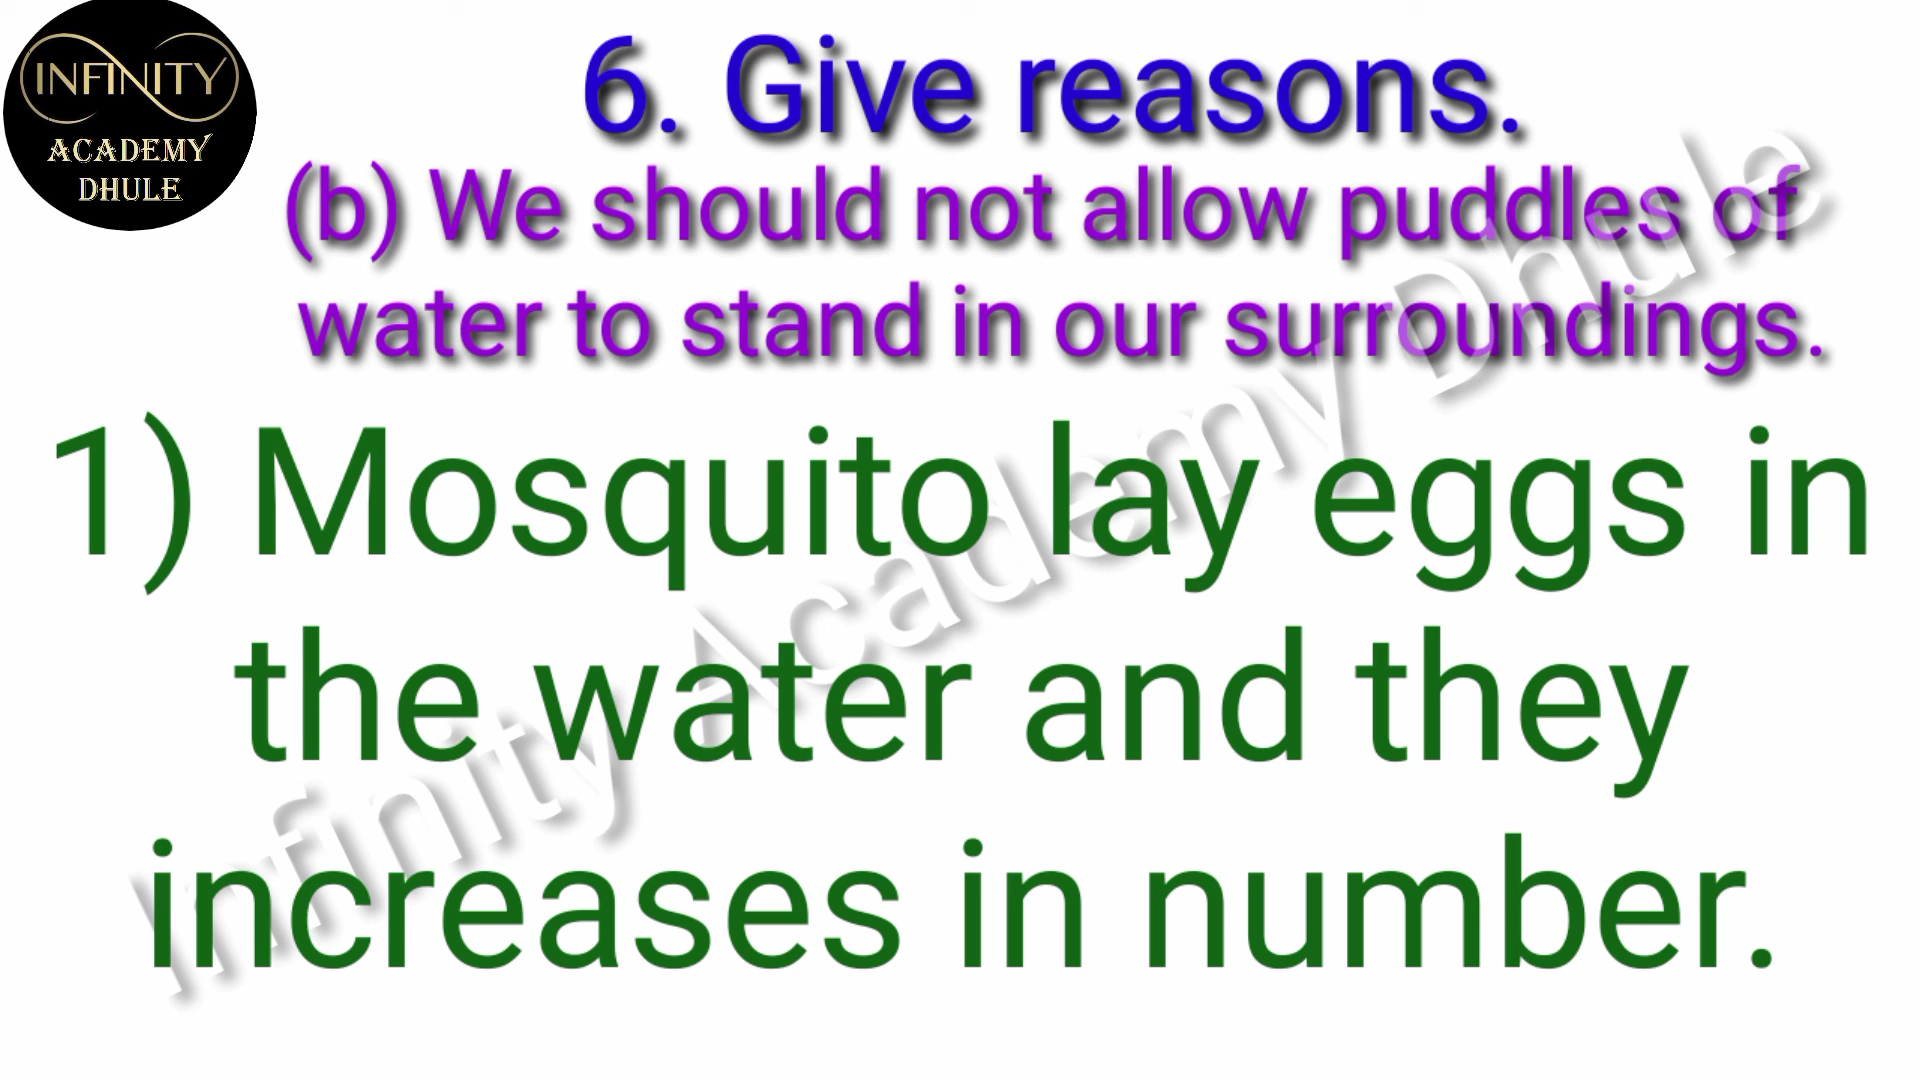 INFINITY
ACADEMY
DHULE
6. Give reasons.
(b) We should not allow puddles of
water to stand in our surroundings.
1) Mosquito lay eggs in
the water and they
increases in number.
Infinity Academy Dhule